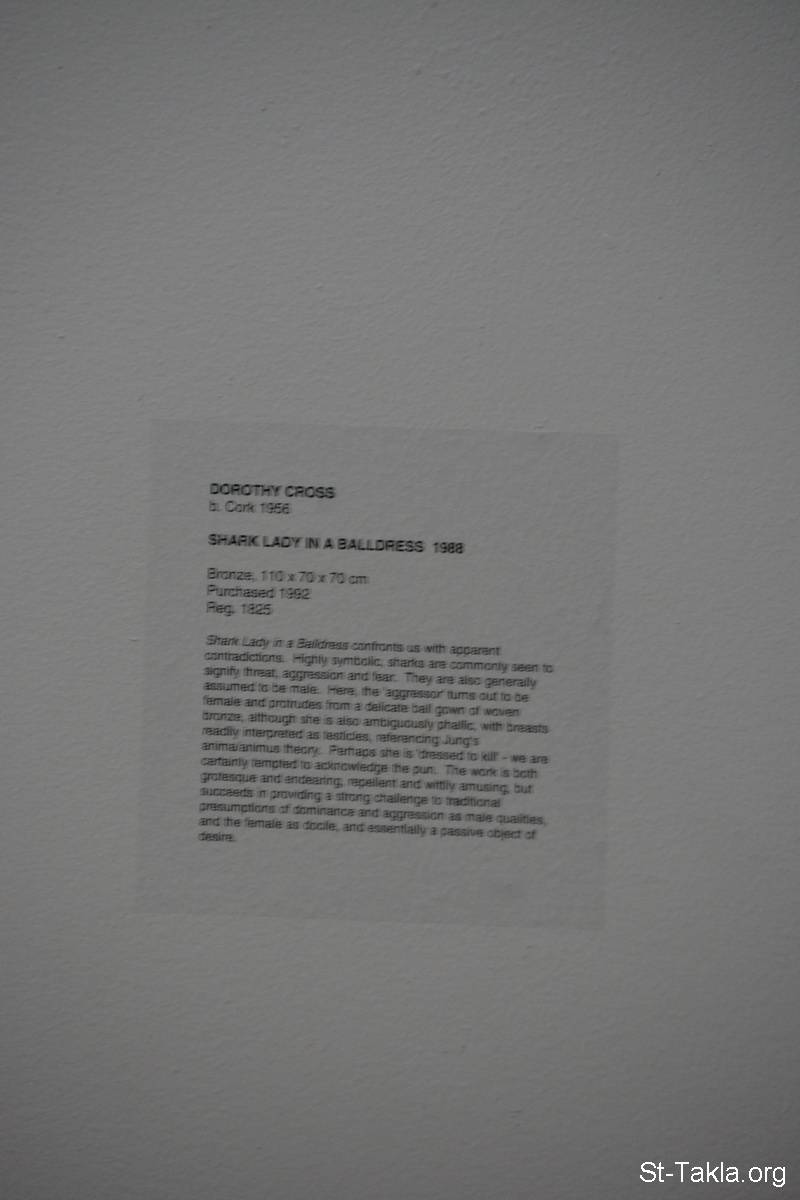 DOROTHY CROSS
b. Cork 1956
SHARK LADY IN A BALLDRESS 1988
Bronze, 110 x 70 x 70 cm
Purchased 1992
Reg. 1825
Shark Lady in a Balldress confronts us with apparent
contradictions. Highly symbolic, sharks are commonly seen to
signify threat, aggression and fear. They are also generally
assumed to be male. Here, the 'aggressor' turns out to be
female and protrudes from a delicate ball gown of woven
bronze, although she is also ambiguously phallic, with breasts
readily interpreted as testicles, referencing Jung's
anima/animus theory. Perhaps she is 'dressed to kill' - we are
certainly tempted to acknowledge the pun. The work is both
grotesque and endearing, repellent and wittily amusing, but
succeeds in providing a strong challenge to traditional
presumptions of dominance and aggression as male qualities,
and the female as docile, and essentially a passive object of
desire.
St-Takla.org